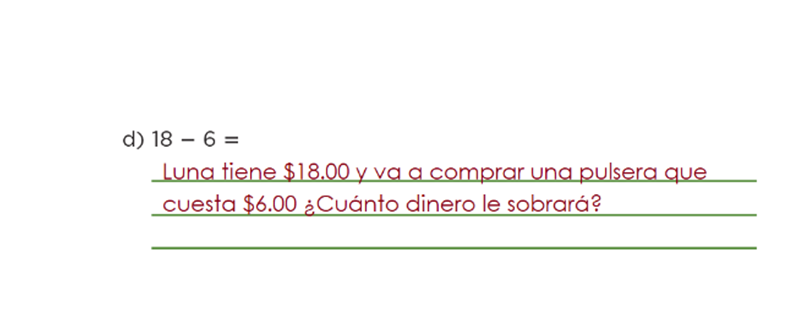 d) 18 – 6 =
Luna tiene $18.00 y va a comprar una pulsera que
cuesta $6.00 ¿Cuánto dinero le sobrará?